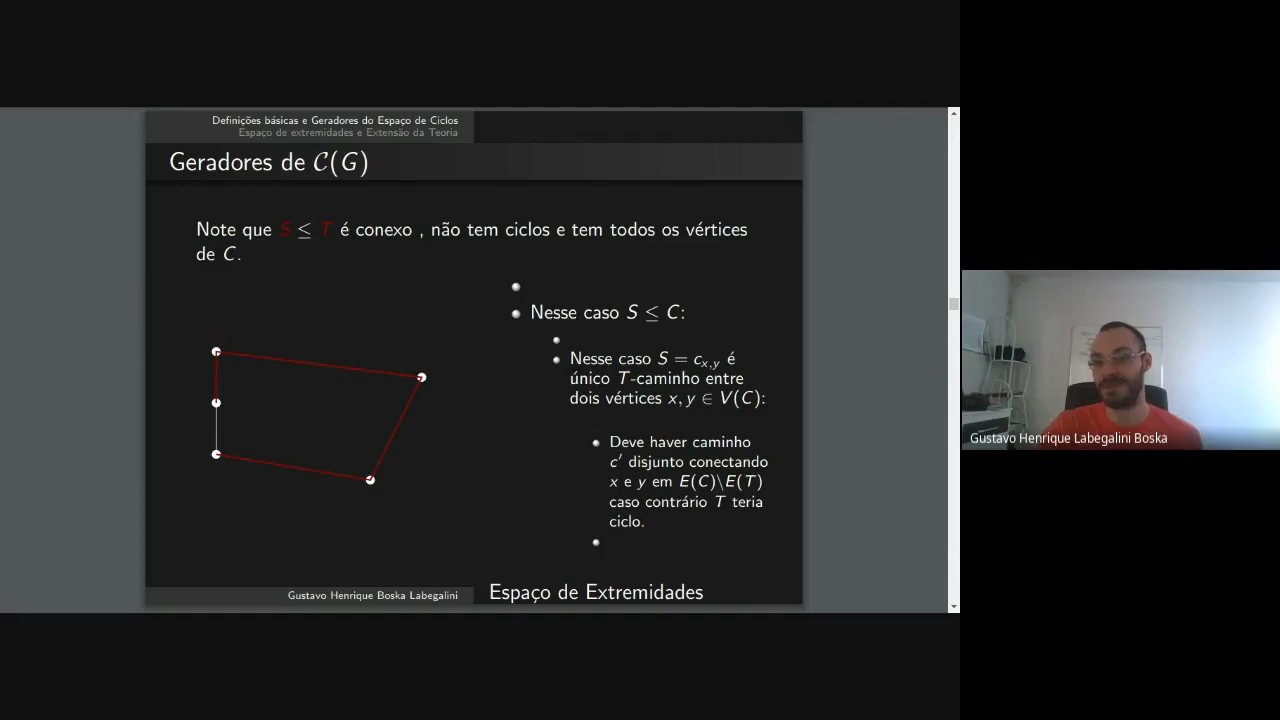 Definições básicas e Geradores do Espaço de Ciclos
Espaço de extremidades e Extensão da Teoria
Geradores de 𝒞(G)
Note que S ≤ T é conexo , não tem ciclos e tem todos os vértices
de C.
Nesse caso S ≤ C:
Nesse caso S = c_{x,y} é
único T-caminho entre
dois vértices x, y ∈ V(C):
Deve haver caminho
c′ disjunto conectando
x e y em E(C)\E(T)
caso contrário T teria
ciclo.
Gustavo Henrique Boska Labegalini
Espaço de Extremidades
Gustavo Henrique Labegalini Boska